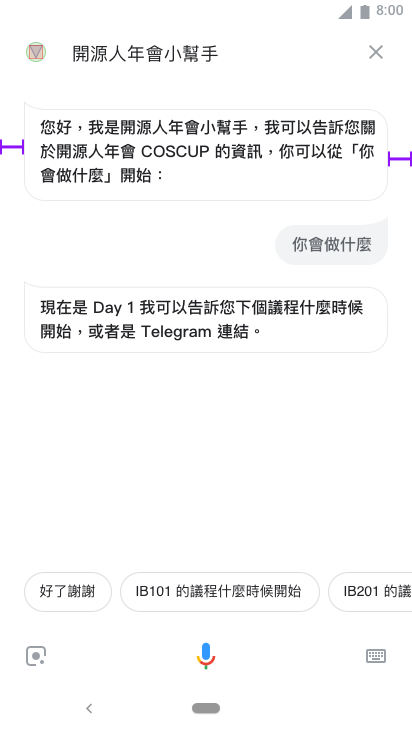 8:00
開源人年會小幫手
您好，我是開源人年會小幫手，我可以告訴您關
於開源人年會 COSCUP 的資訊，你可以從「你
會做什麼」開始：
你會做什麼
現在是 Day 1 我可以告訴您下個議程什麼時候
開始，或者是 Telegram 連結。
好了謝謝
IB101 的議程什麼時候開始
IB201 的議